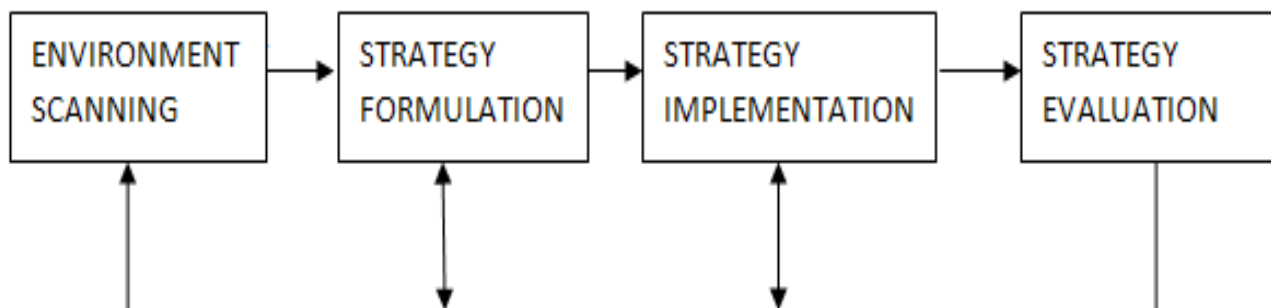 ENVIRONMENT
SCANNING
STRATEGY
FORMULATION
STRATEGY
IMPLEMENTATION
STRATEGY
EVALUATION